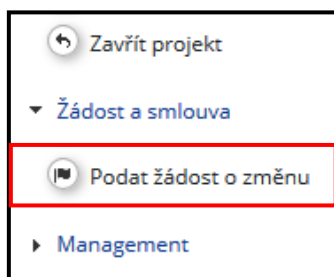 Zavřít projekt
Žádost a smlouva
Podat žádost o změnu
Management